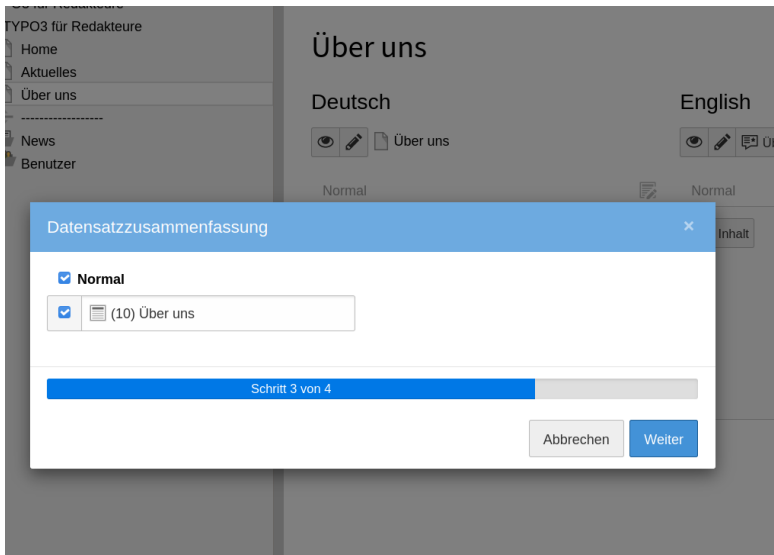 TYPO3 für Redakteure
Home
Aktuelles
Über uns
------------------
News
Benutzer
Über uns
Deutsch
English
Über uns
Normal
Normal
Inhalt
Datensatzzusammenfassung
×
Normal
(10) Über uns
Schritt 3 von 4
Abbrechen
Weiter